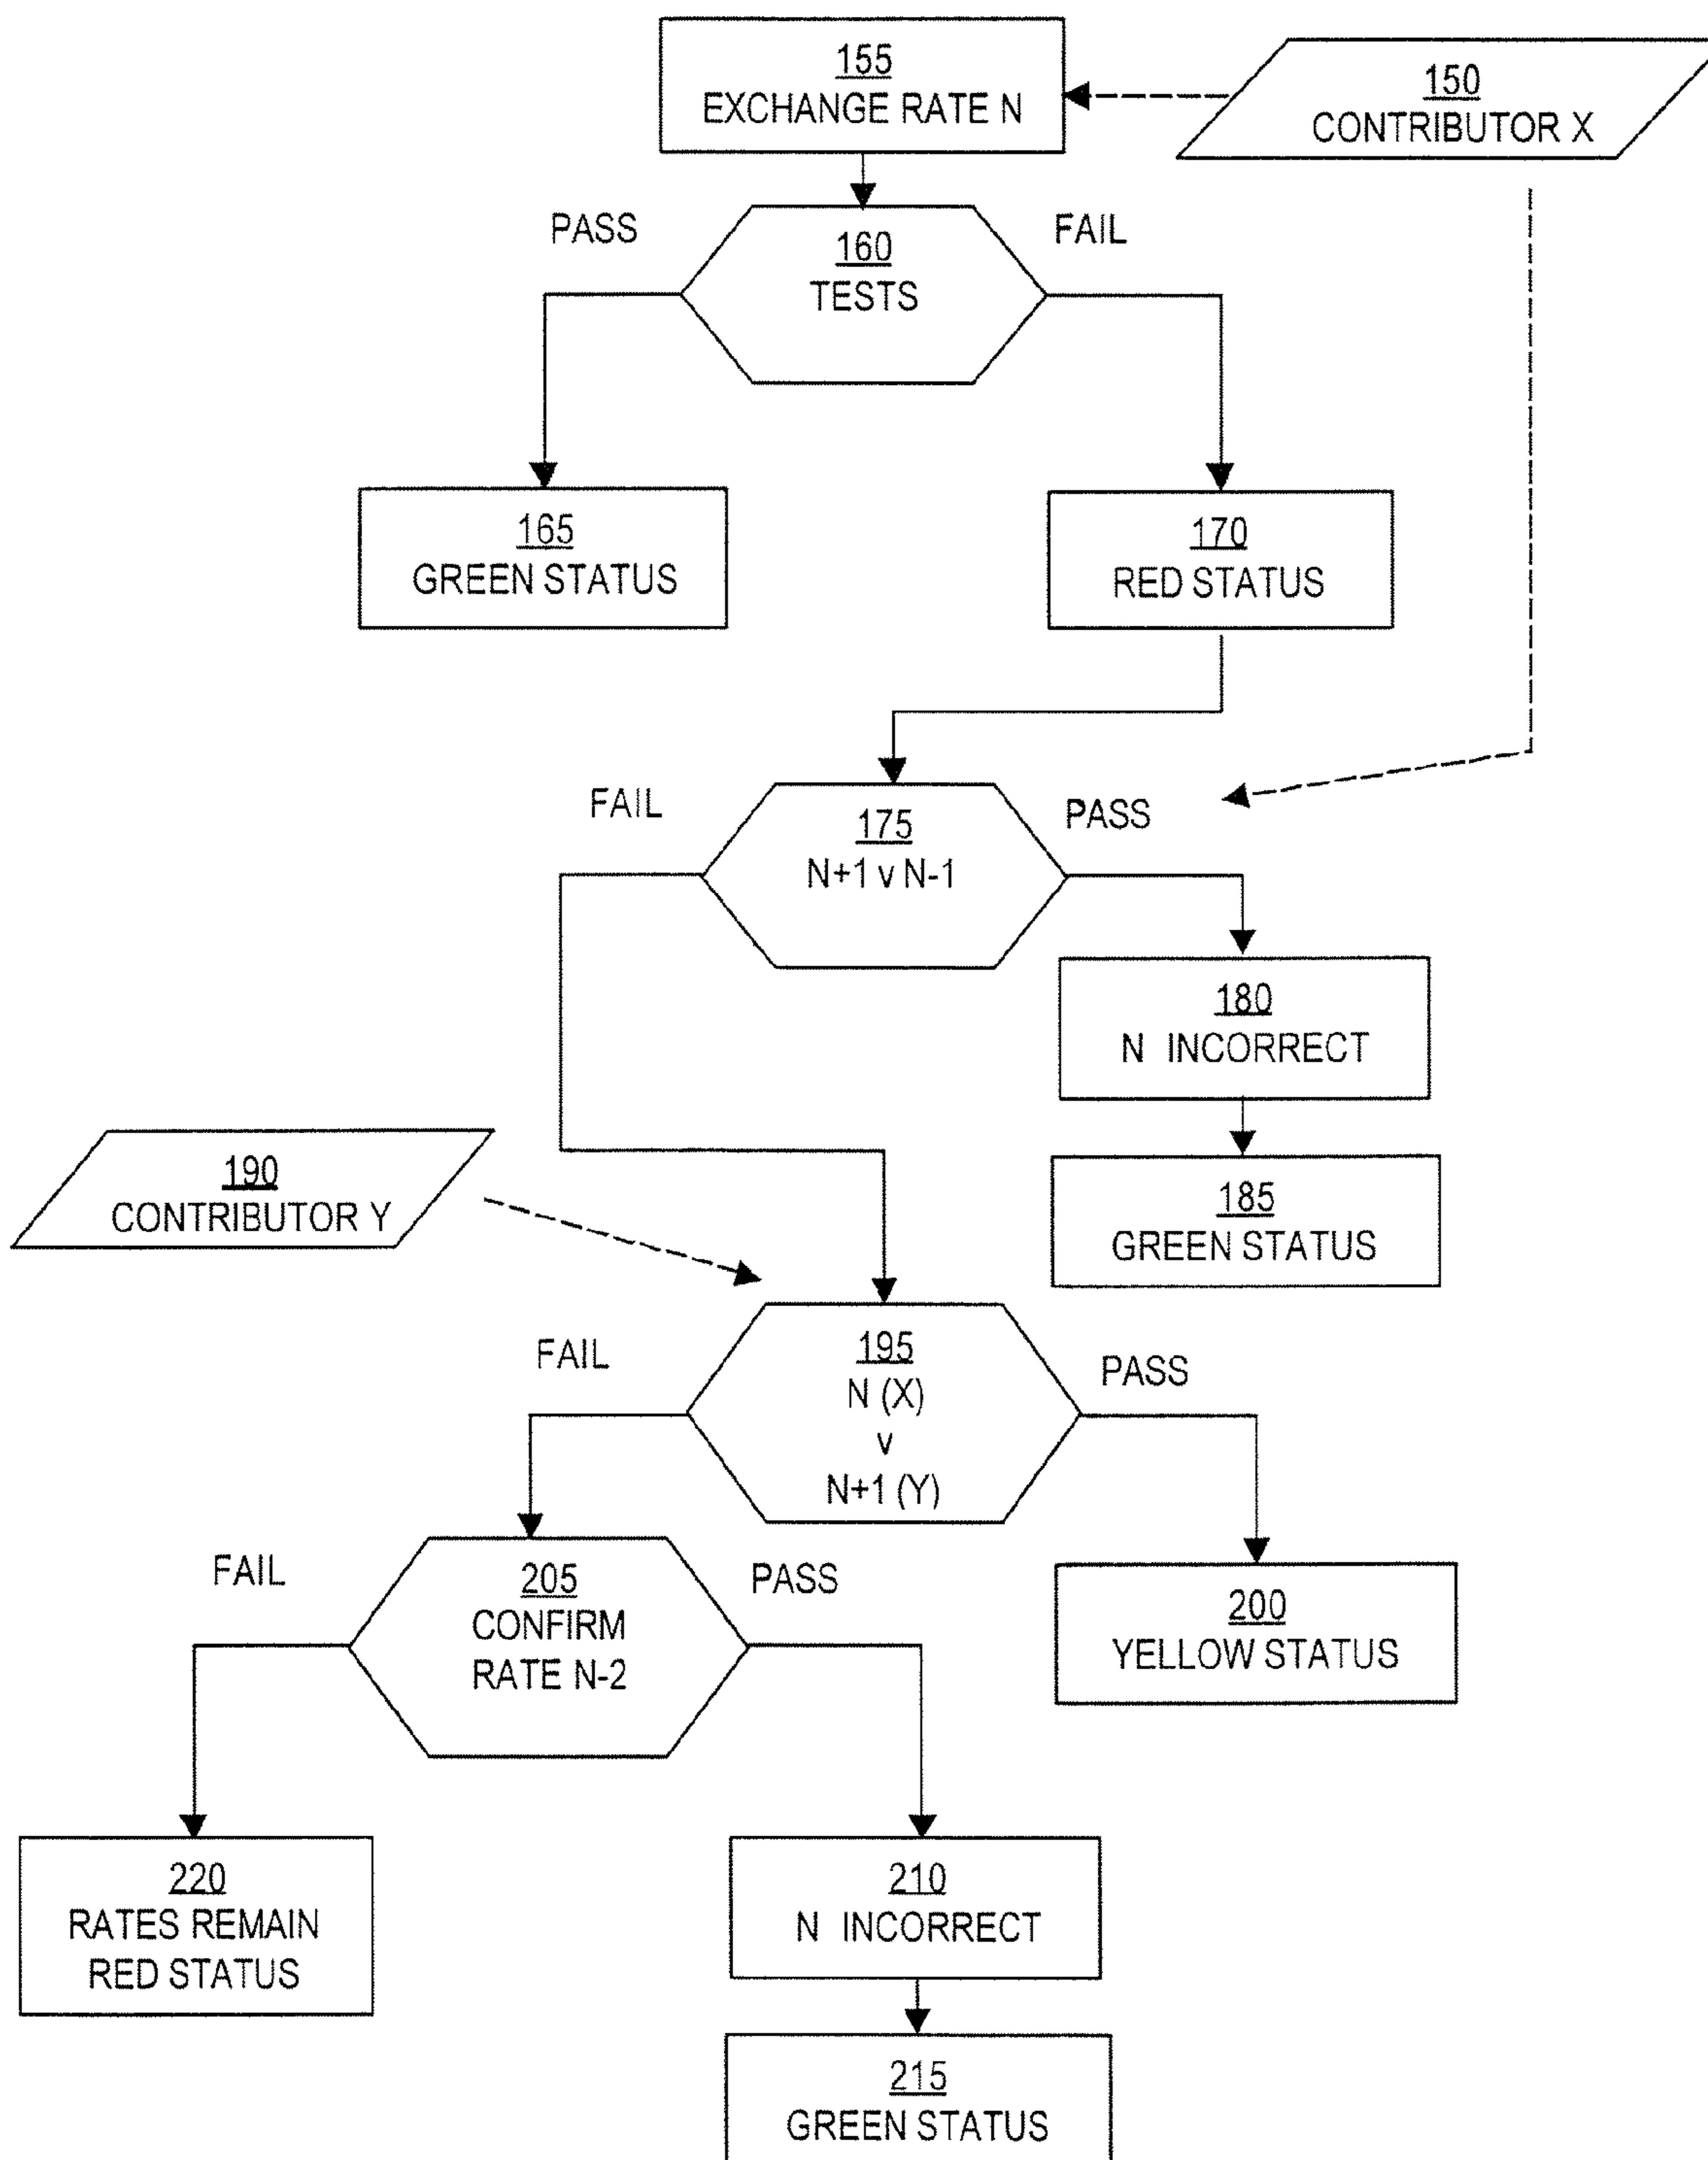 155
EXCHANGE RATE N
150
CONTRIBUTOR X
PASS
FAIL
160
TESTS
165
GREEN STATUS
170
RED STATUS
FAIL
PASS
175
N+1 v N-1
180
N INCORRECT
190
CONTRIBUTOR Y
185
GREEN STATUS
FAIL
PASS
195
N (X)
v
N+1 (Y)
FAIL
PASS
205
CONFIRM
RATE N-2
200
YELLOW STATUS
220
RATES REMAIN
RED STATUS
210
N INCORRECT
215
GREEN STATUS